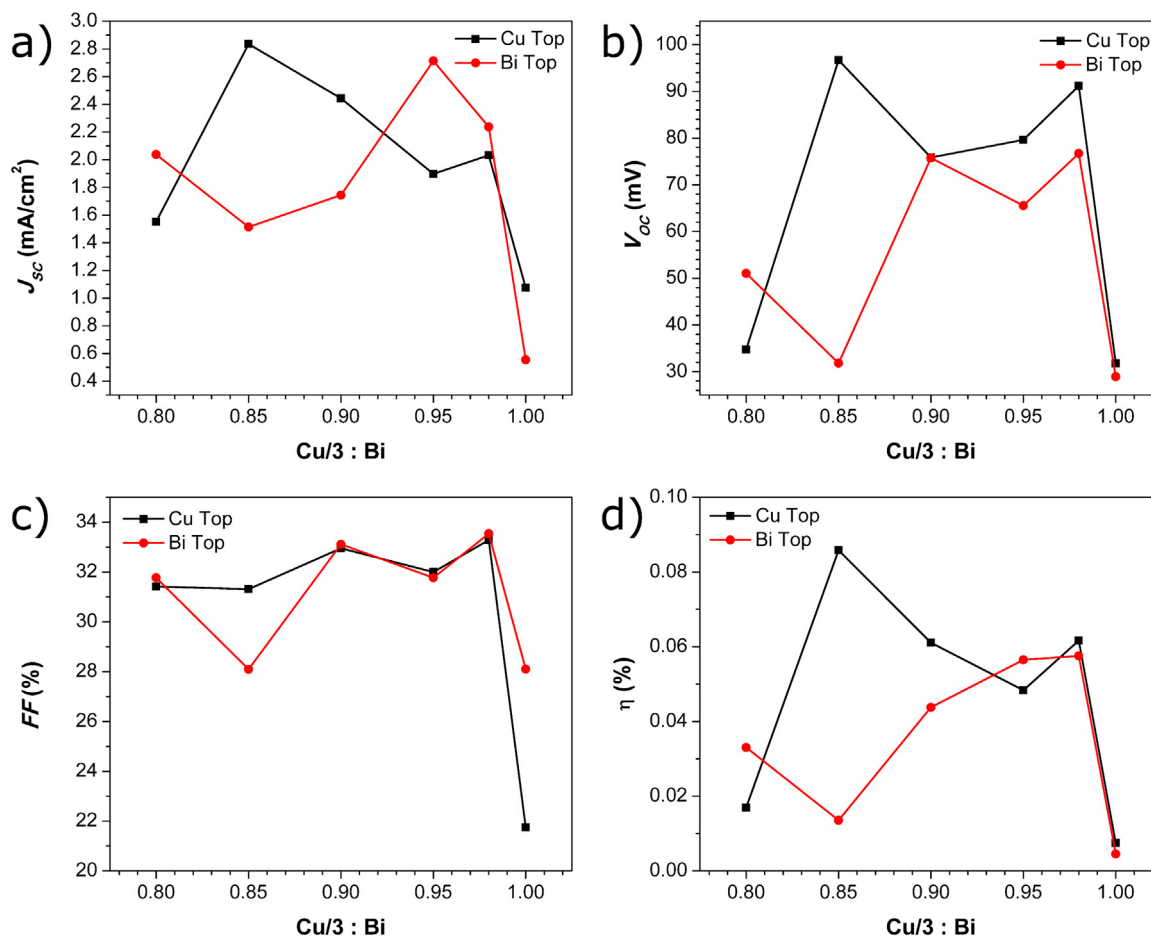 a)
3.0
2.8
2.6
2.4
2.2
2.0
1.8
1.6
1.4
1.2
1.0
0.8
0.6
0.4
J_SC (mA/cm²)
Cu Top
Bi Top
0.80 0.85 0.90 0.95 1.00
Cu/3 : Bi
b)
100
90
80
70
60
50
40
30
V_OC (mV)
Cu Top
Bi Top
0.80 0.85 0.90 0.95 1.00
Cu/3 : Bi
c)
34
32
30
28
26
24
22
20
FF (%)
Cu Top
Bi Top
0.80 0.85 0.90 0.95 1.00
Cu/3 : Bi
d)
0.10
0.08
0.06
0.04
0.02
0.00
η (%)
Cu Top
Bi Top
0.80 0.85 0.90 0.95 1.00
Cu/3 : Bi